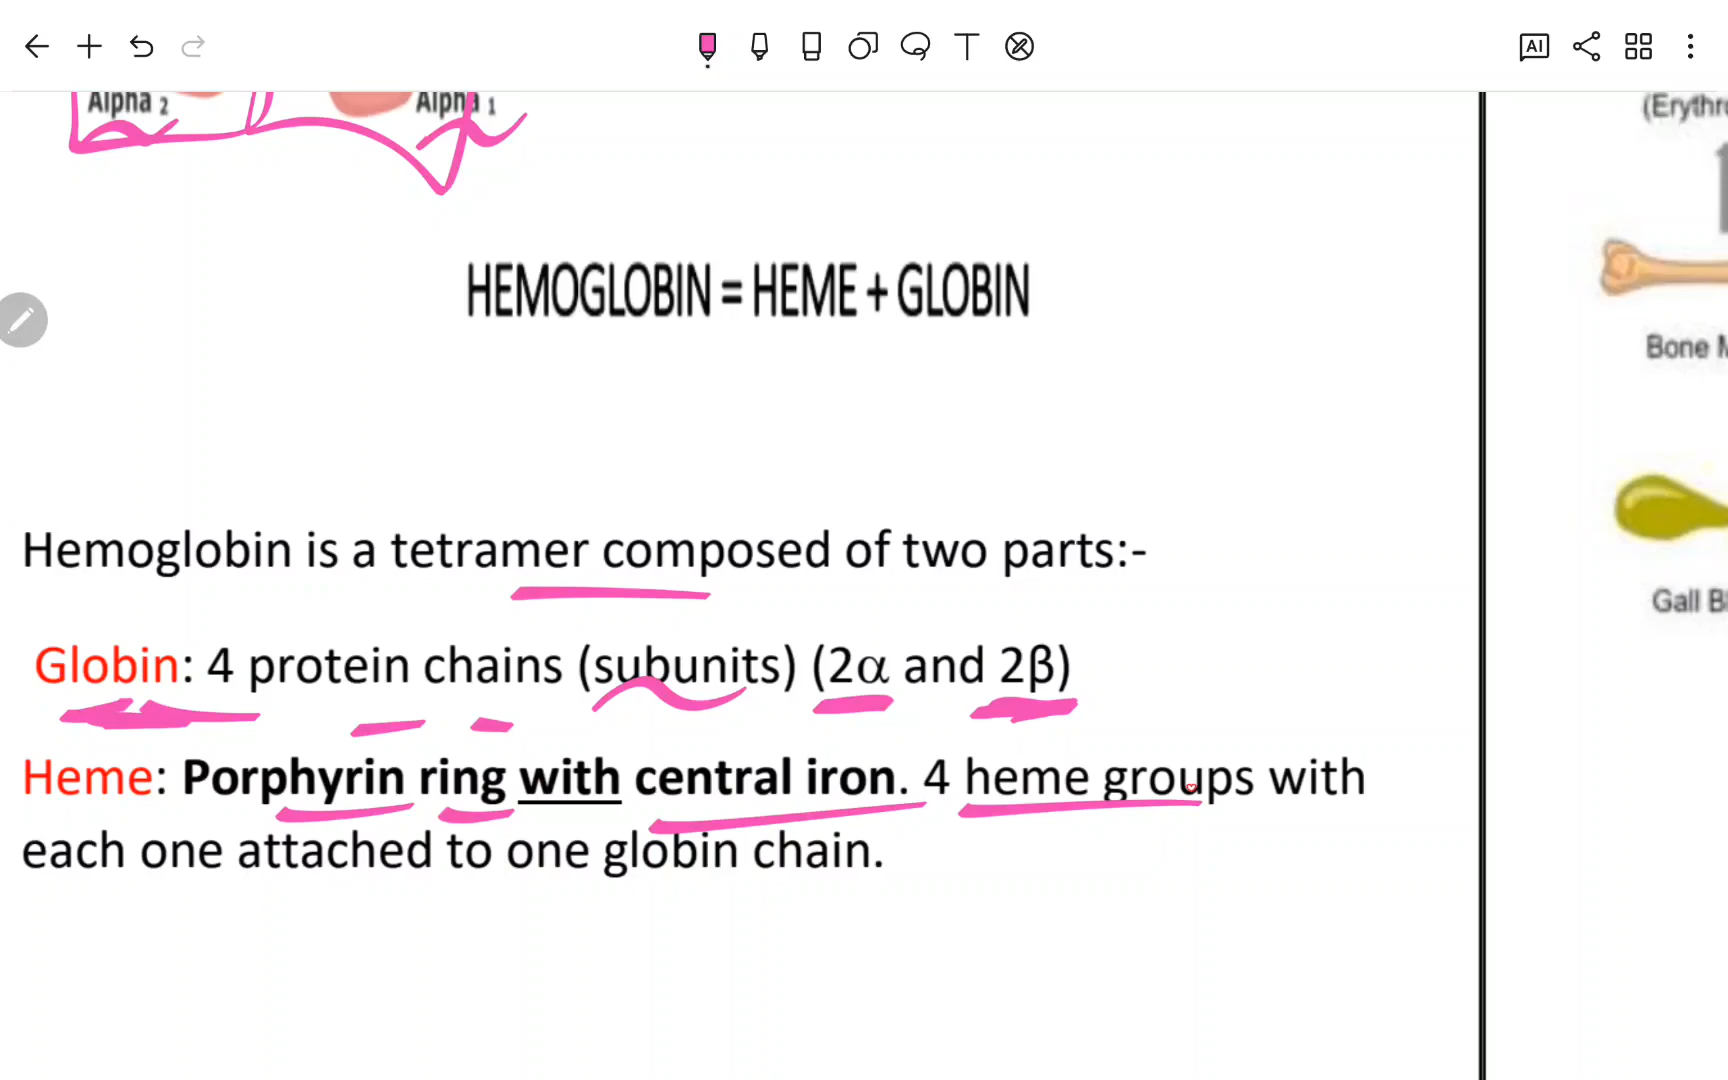 AI
Alpha 2
Alpha 1
(Erythr
HEMOGLOBIN = HEME + GLOBIN
Bone M
Hemoglobin is a tetramer composed of two parts:-
Gall B
Globin: 4 protein chains (subunits) (2α and 2β)
Heme: Porphyrin ring with central iron. 4 heme groups with
each one attached to one globin chain.